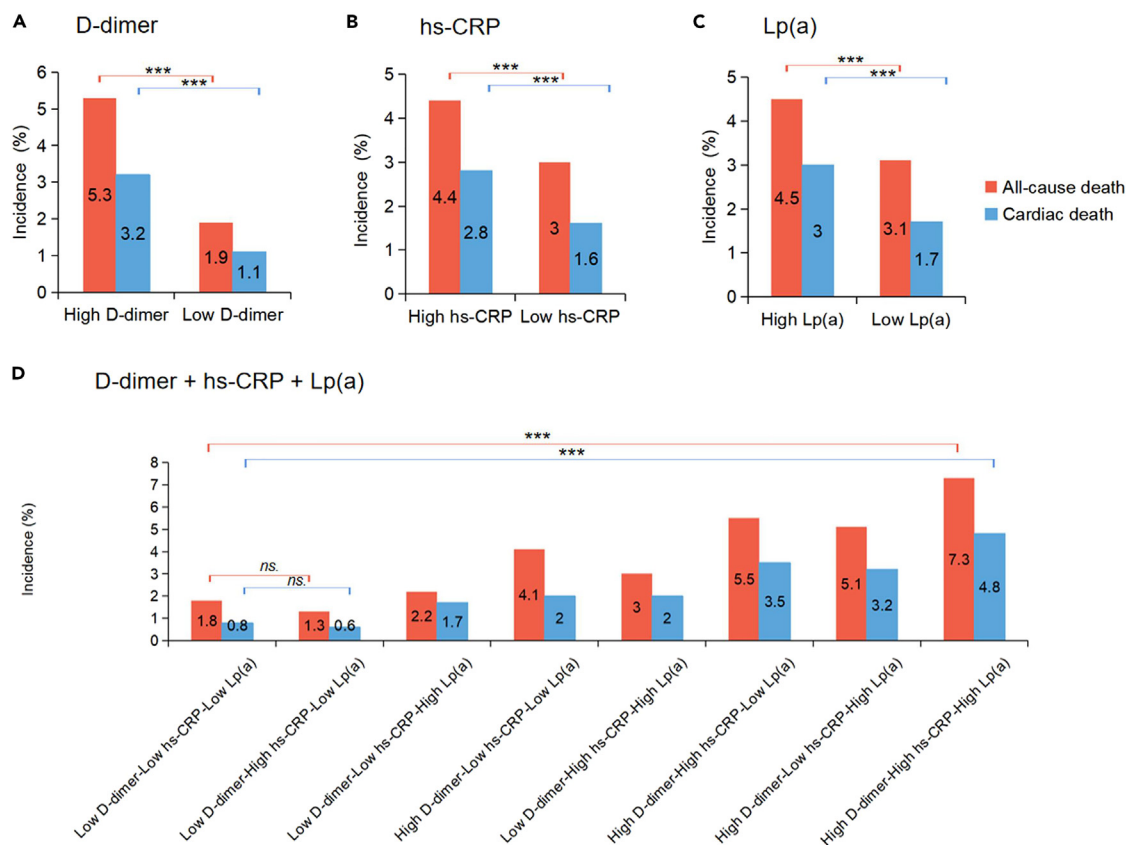 A
D-dimer
***
***
Incidence (%)
6
5
4
3
2
1
0
5.3
3.2
1.9
1.1
High D-dimer
Low D-dimer
B
hs-CRP
***
***
Incidence (%)
5
4
3
2
1
0
4.4
2.8
3
1.6
High hs-CRP
Low hs-CRP
C
Lp(a)
***
***
Incidence (%)
5
4
3
2
1
0
4.5
3
3.1
1.7
High Lp(a)
Low Lp(a)
All-cause death
Cardiac death
D
D-dimer + hs-CRP + Lp(a)
***
***
ns.
ns.
Incidence (%)
8
7
6
5
4
3
2
1
0
1.8
0.8
1.3
0.6
2.2
1.7
4.1
2
3
2
5.5
3.5
5.1
3.2
7.3
4.8
Low D-dimer-Low hs-CRP-Low Lp(a)
Low D-dimer-High hs-CRP-Low Lp(a)
Low D-dimer-Low hs-CRP-High Lp(a)
High D-dimer-Low hs-CRP-Low Lp(a)
Low D-dimer-High hs-CRP-High Lp(a)
High D-dimer-High hs-CRP-Low Lp(a)
High D-dimer-Low hs-CRP-High Lp(a)
High D-dimer-High hs-CRP-High Lp(a)